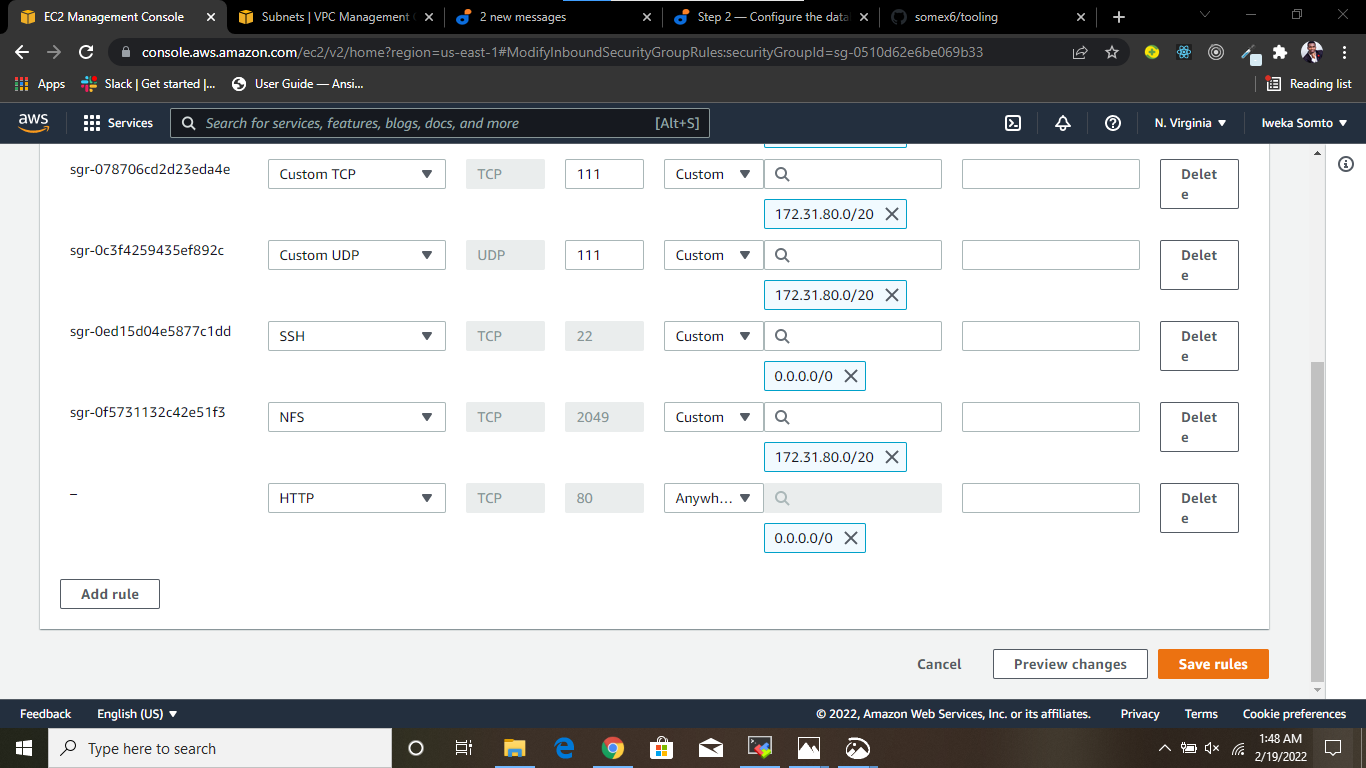 EC2 Management Console
Subnets | VPC Management
2 new messages
Step 2 — Configure the data
somex6/tooling
console.aws.amazon.com/ec2/v2/home?region=us-east-1#ModifyInboundSecurityGroupRules:securityGroupId=sg-0510d62e6be069b33
Apps
Slack | Get started |...
User Guide — Ansi...
Reading list
aws
Services
Search for services, features, blogs, docs, and more
[Alt+S]
N. Virginia
Iweka Somto
sgr-078706cd2d23eda4e
Custom TCP
TCP
111
Custom
Delet
e
172.31.80.0/20
sgr-0c3f4259435ef892c
Custom UDP
UDP
111
Custom
Delet
e
172.31.80.0/20
sgr-0ed15d04e5877c1dd
SSH
TCP
22
Custom
Delet
e
0.0.0.0/0
sgr-0f5731132c42e51f3
NFS
TCP
2049
Custom
Delet
e
172.31.80.0/20
–
HTTP
TCP
80
Anywh...
Delet
e
0.0.0.0/0
Add rule
Cancel
Preview changes
Save rules
Feedback
English (US)
© 2022, Amazon Web Services, Inc. or its affiliates.
Privacy
Terms
Cookie preferences
Type here to search
1:48 AM
2/19/2022